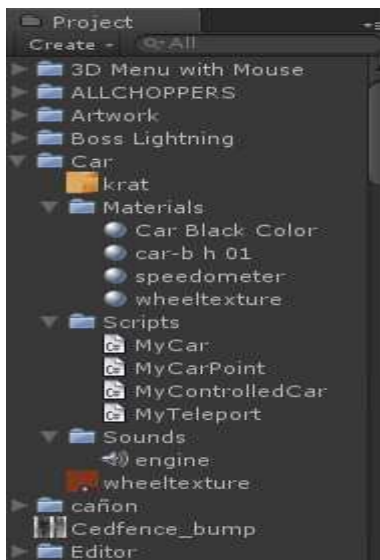 Project
Create All
3D Menu with Mouse
ALLCHOPPERS
Artwork
Boss Lightning
Car
krat
Materials
Car Black Color
car-b h 01
speedometer
wheeltexture
Scripts
MyCar
MyCarPoint
MyControlledCar
MyTeleport
Sounds
engine
wheeltexture
cañon
Cedfence_bump
Editor